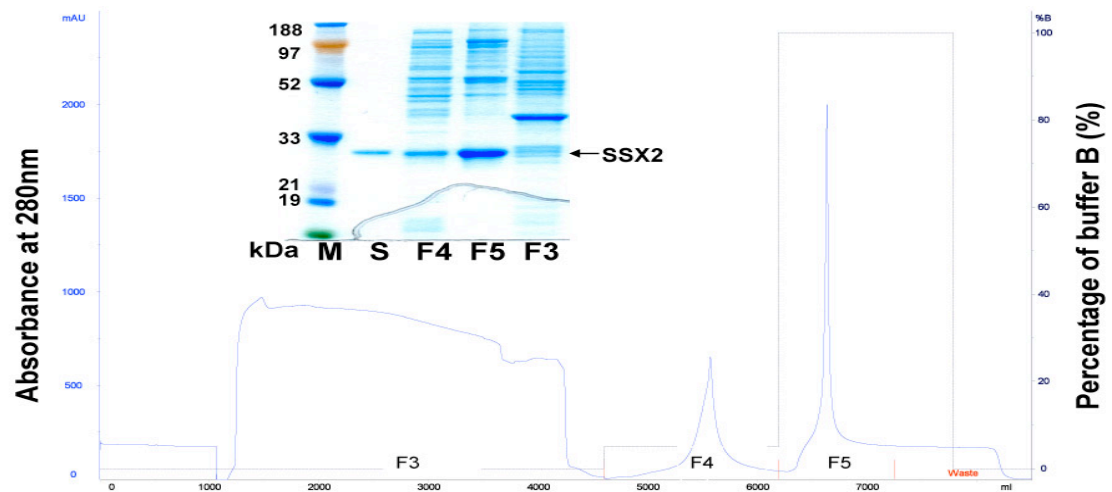 mAU
%B
188
97
52
33
21
19
SSX2
kDa M S F4 F5 F3
2000
1500
1000
500
0
100
80
60
40
20
0
Absorbance at 280nm
Percentage of buffer B (%)
F3
F4
F5
Waste
0 1000 2000 3000 4000 5000 6000 7000 ml